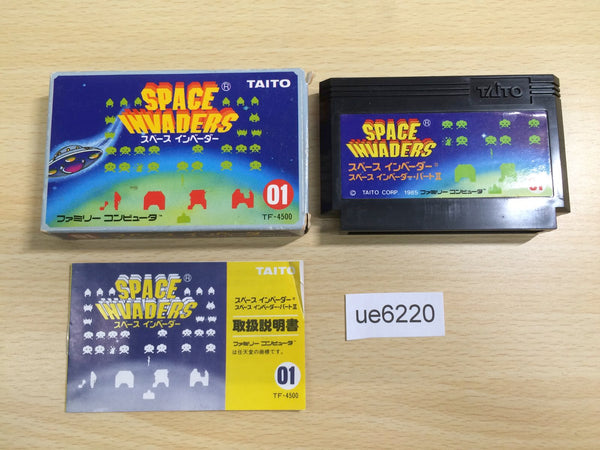 SPACE
INVADERS®
TAITO
スペース インベーダー
01
ファミリー コンピュータ™
TF-4500
TAITO
SPACE
INVADERS®
スペース インベーダー®
スペース インベーダー・パートII
01
© TAITO CORP. 1985 ファミリー コンピュータ™
TAITO
SPACE
INVADERS®
スペース インベーダー
スペース インベーダー®
スペース インベーダー・パートII
取扱説明書
ファミリー コンピュータ™
は任天堂の商標です。
01
TF-4500
ue6220